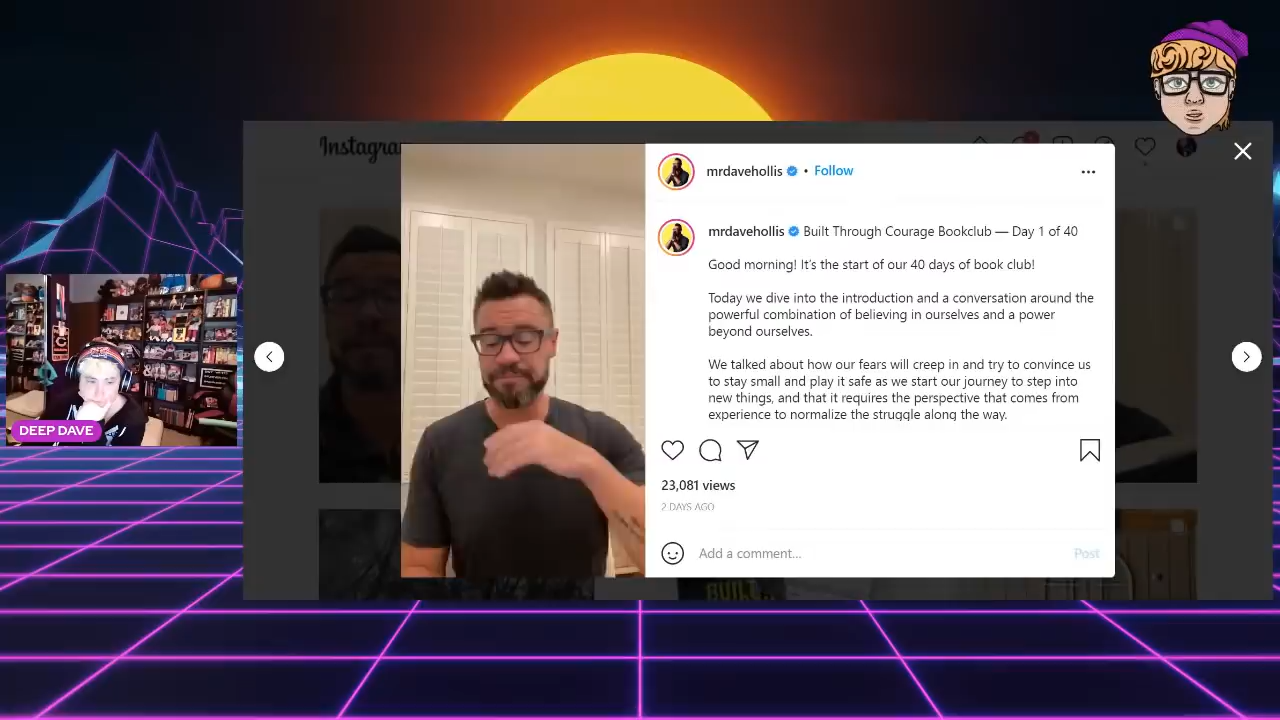 Instagra
mrdavehollis • Follow
mrdavehollis Built Through Courage Bookclub — Day 1 of 40
Good morning! It's the start of our 40 days of book club!
Today we dive into the introduction and a conversation around the
powerful combination of believing in ourselves and a power
beyond ourselves.
We talked about how our fears will creep in and try to convince us
to stay small and play it safe as we start our journey to step into
new things, and that it requires the perspective that comes from
experience to normalize the struggle along the way.
DEEP DAVE
23,081 views
2 DAYS AGO
Add a comment...
Post
BUILT